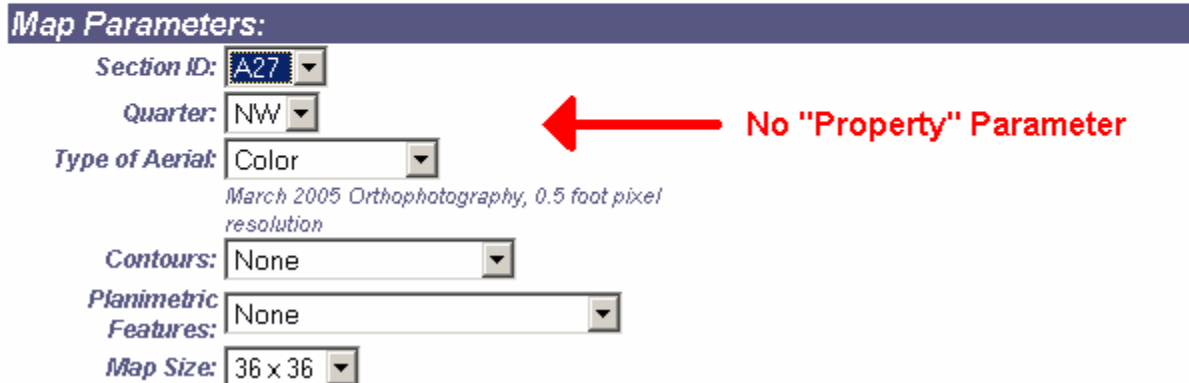 Map Parameters:
Section ID: A27
Quarter: NW
No "Property" Parameter
Type of Aerial: Color
March 2005 Orthophotography, 0.5 foot pixel
resolution
Contours: None
Planimetric
Features: None
Map Size: 36 x 36